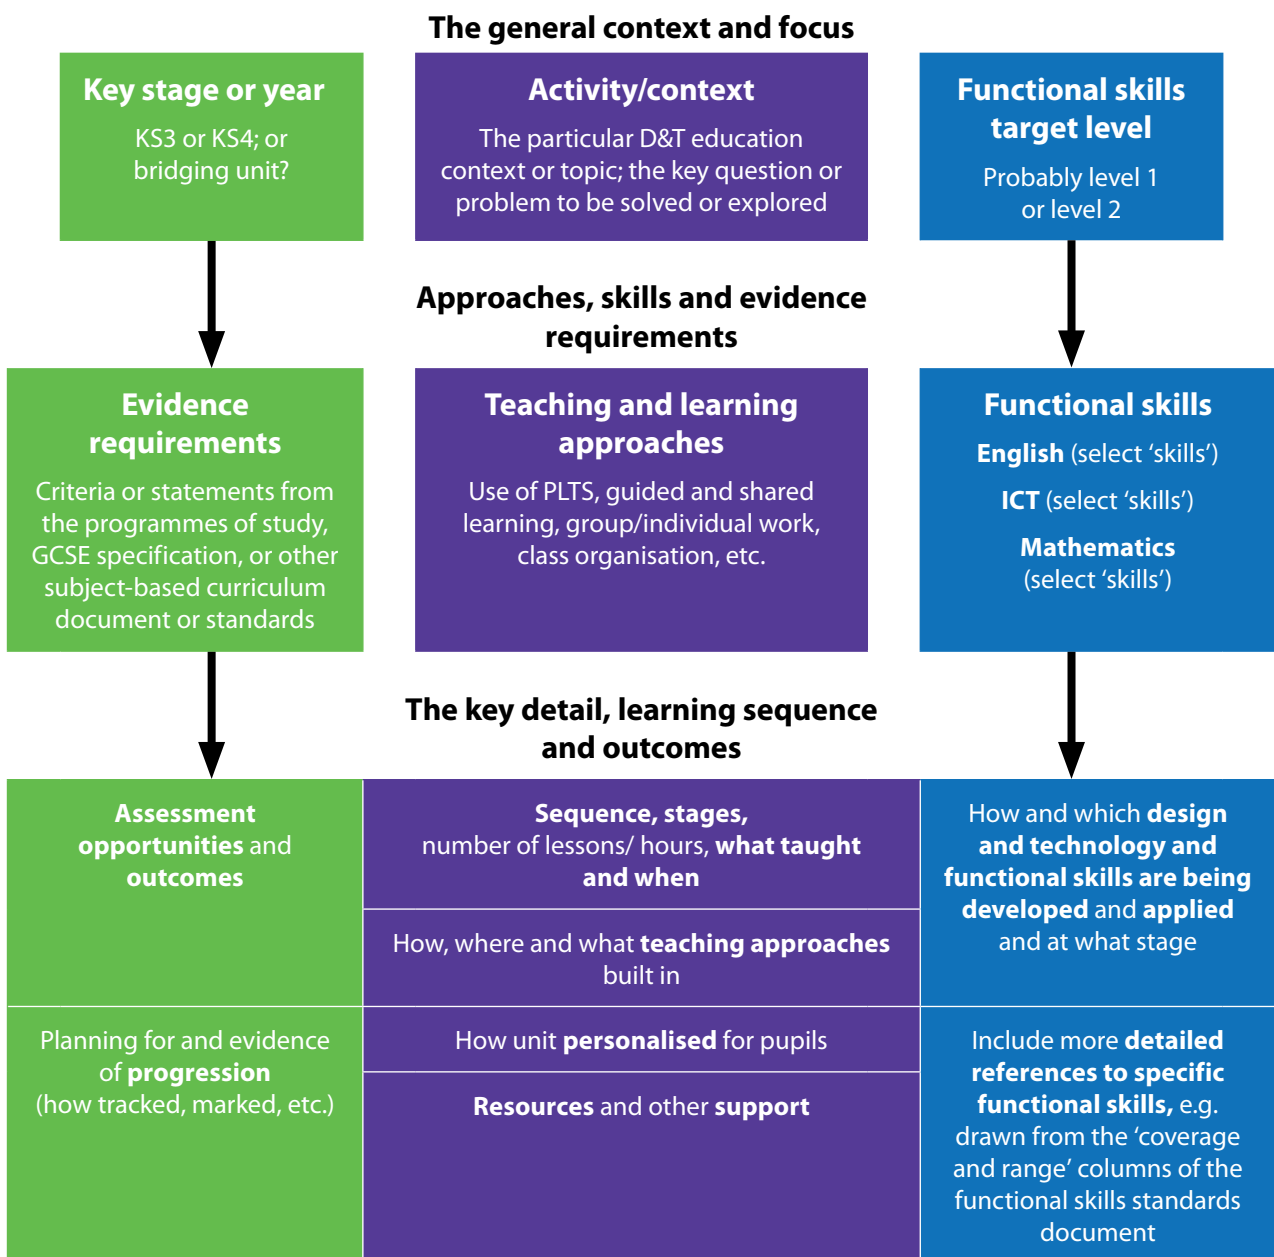 The general context and focus
Key stage or year
KS3 or KS4; or
bridging unit?
Activity/context
The particular D&T education
context or topic; the key question or
problem to be solved or explored
Functional skills
target level
Probably level 1
or level 2
Approaches, skills and evidence
requirements
Evidence
requirements
Criteria or statements from
the programmes of study,
GCSE specification, or other
subject-based curriculum
document or standards
Teaching and learning
approaches
Use of PLTS, guided and shared
learning, group/individual work,
class organisation, etc.
Functional skills
English (select ‘skills’)
ICT (select ‘skills’)
Mathematics
(select ‘skills’)
The key detail, learning sequence
and outcomes
Assessment
opportunities and
outcomes
Sequence, stages,
number of lessons/ hours, what taught
and when
How, where and what teaching approaches
built in
How and which design
and technology and
functional skills are being
developed and applied
and at what stage
Planning for and evidence
of progression
(how tracked, marked, etc.)
How unit personalised for pupils
Resources and other support
Include more detailed
references to specific
functional skills, e.g.
drawn from the ‘coverage
and range’ columns of the
functional skills standards
document